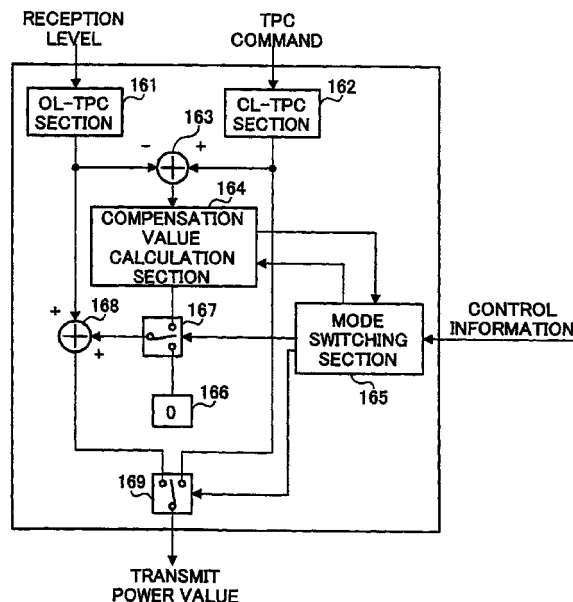 RECEPTION
LEVEL
TPC
COMMAND
161
OL-TPC
SECTION
162
CL-TPC
SECTION
163
-
+
164
COMPENSATION
VALUE
CALCULATION
SECTION
+
168
+
167
MODE
SWITCHING
SECTION
165
CONTROL
INFORMATION
0
166
169
TRANSMIT
POWER VALUE